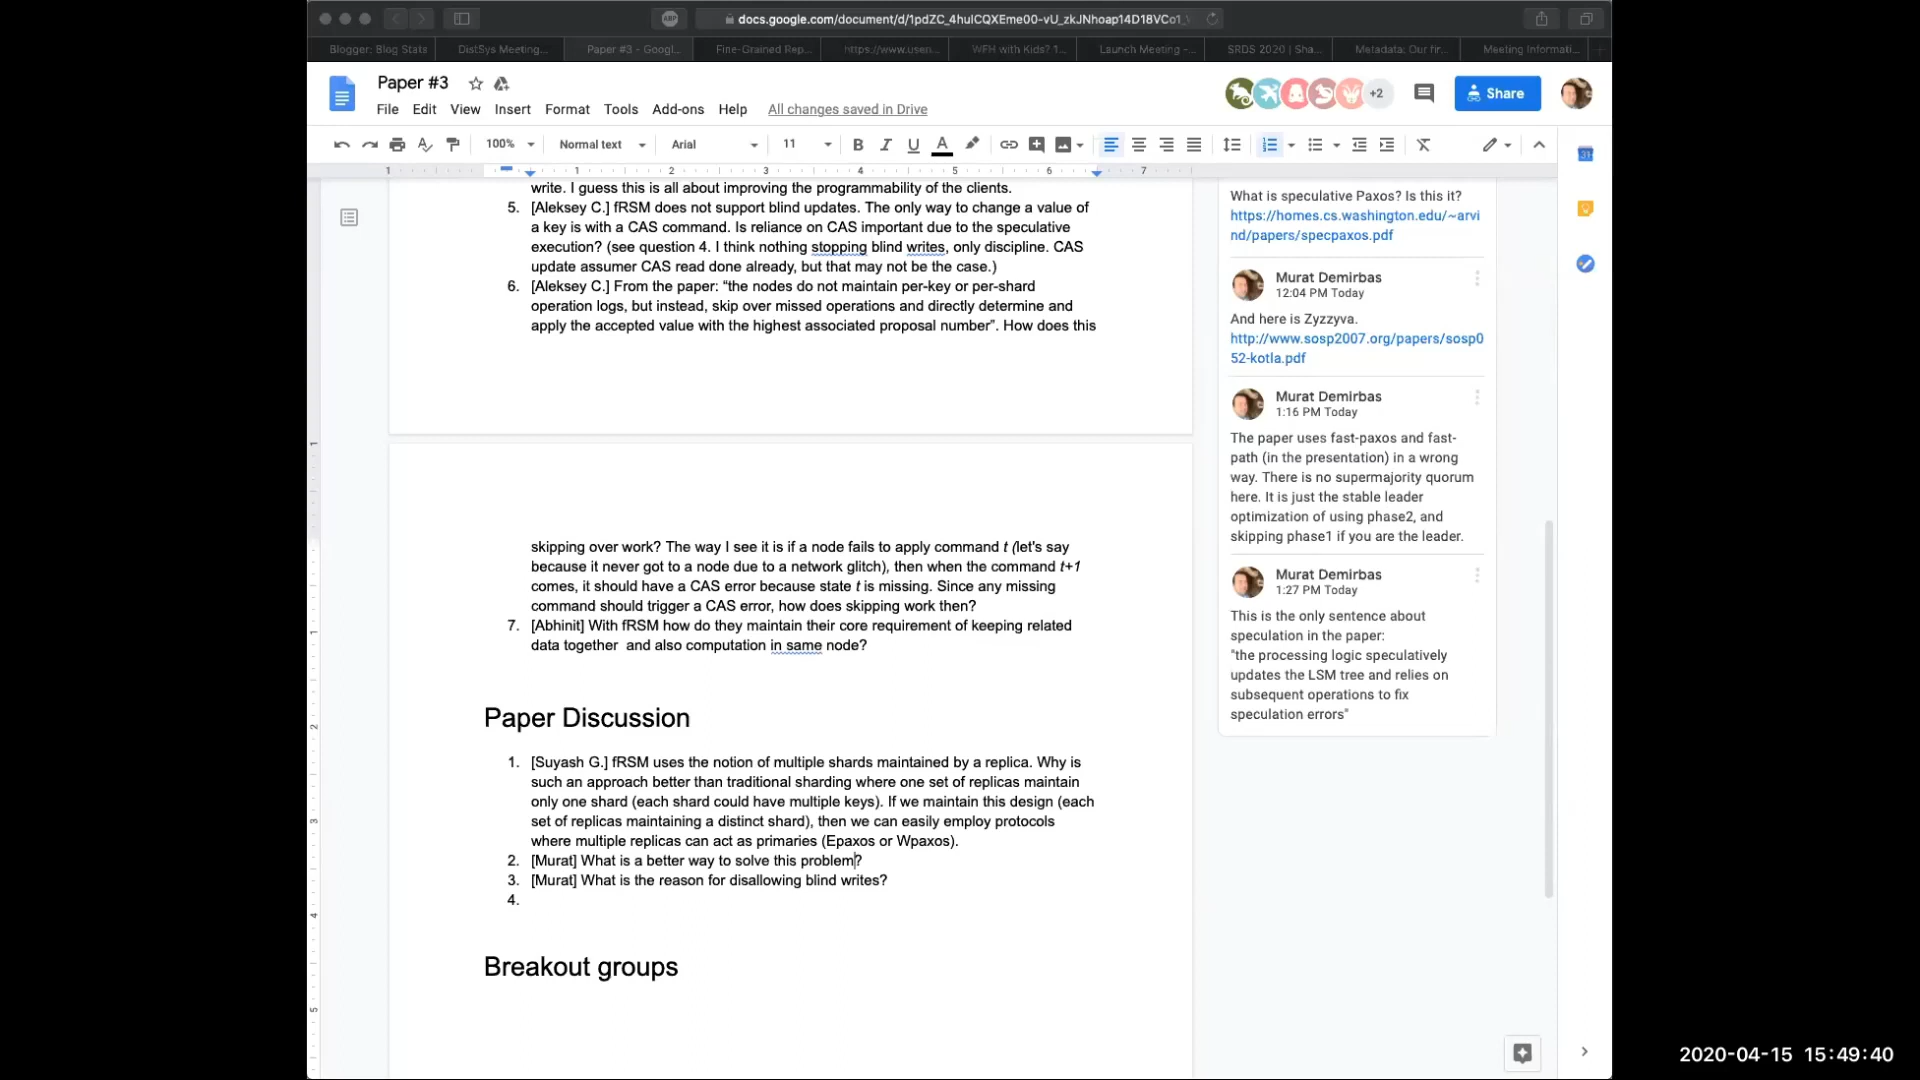 docs.google.com/document/d/1pdZC_4hulCQXEme00-vU_zkJNhoap14D18VCo1_
Blogger: Blog Stats
DistSys Meeting...
Paper #3 - Googl...
Fine-Grained Rep...
https://www.usen...
WFH with Kids? 1...
Launch Meeting -...
SRDS 2020 | Sha...
Metadata: Our fir...
Meeting Informati...
Paper #3
+2
Share
File Edit View Insert Format Tools Add-ons Help All changes saved in Drive
100% Normal text Arial 11
1 1 2 3 4 5 6 7
write. I guess this is all about improving the programmability of the clients.
5. [Aleksey C.] fRSM does not support blind updates. The only way to change a value of
a key is with a CAS command. Is reliance on CAS important due to the speculative
execution? (see question 4. I think nothing stopping blind writes, only discipline. CAS
update assumer CAS read done already, but that may not be the case.)
6. [Aleksey C.] From the paper: “the nodes do not maintain per-key or per-shard
operation logs, but instead, skip over missed operations and directly determine and
apply the accepted value with the highest associated proposal number”. How does this
skipping over work? The way I see it is if a node fails to apply command t (let's say
because it never got to a node due to a network glitch), then when the command t+1
comes, it should have a CAS error because state t is missing. Since any missing
command should trigger a CAS error, how does skipping work then?
7. [Abhinit] With fRSM how do they maintain their core requirement of keeping related
data together  and also computation in same node?
Paper Discussion
1. [Suyash G.] fRSM uses the notion of multiple shards maintained by a replica. Why is
such an approach better than traditional sharding where one set of replicas maintain
only one shard (each shard could have multiple keys). If we maintain this design (each
set of replicas maintaining a distinct shard), then we can easily employ protocols
where multiple replicas can act as primaries (Epaxos or Wpaxos).
2. [Murat] What is a better way to solve this problem?
3. [Murat] What is the reason for disallowing blind writes?
4.
Breakout groups
What is speculative Paxos? Is this it?
https://homes.cs.washington.edu/~arvi
nd/papers/specpaxos.pdf
Murat Demirbas
12:04 PM Today
And here is Zyzzyva.
http://www.sosp2007.org/papers/sosp0
52-kotla.pdf
Murat Demirbas
1:16 PM Today
The paper uses fast-paxos and fast-
path (in the presentation) in a wrong
way. There is no supermajority quorum
here. It is just the stable leader
optimization of using phase2, and
skipping phase1 if you are the leader.
Murat Demirbas
1:27 PM Today
This is the only sentence about
speculation in the paper:
"the processing logic speculatively
updates the LSM tree and relies on
subsequent operations to fix
speculation errors"
1
1
2
3
4
5
31
2020-04-15 15:49:40